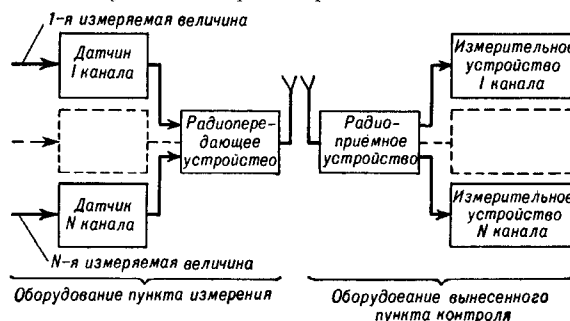 1-я измеряемая величина
Датчик
I канала
Радиопере-
дающее
устройство
Датчик
N канала
N-я измеряемая величина
Оборудование пункта измерения
Радио-
приёмное
устройство
Измерительное
устройство
I канала
Измерительное
устройство
N канала
Оборудование вынесенного
пункта контроля